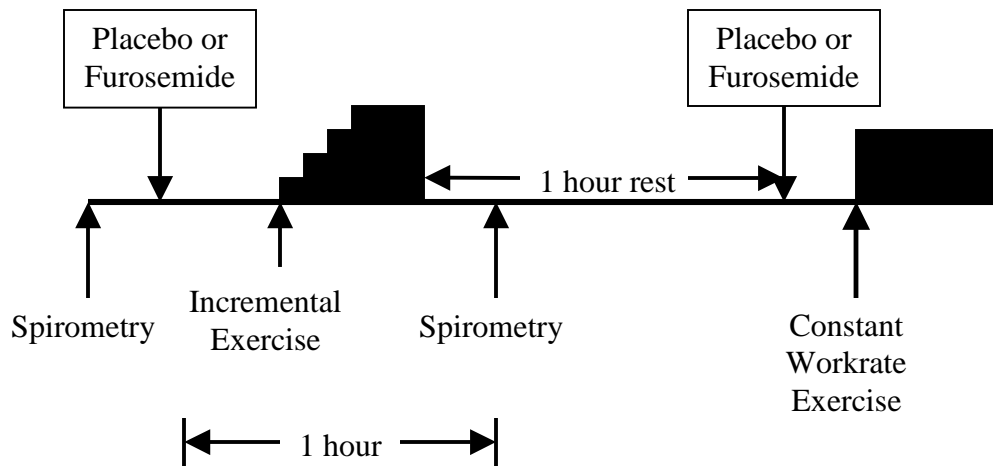 Placebo or
Furosemide
Placebo or
Furosemide
1 hour rest
Spirometry
Incremental
Exercise
Spirometry
Constant
Workrate
Exercise
1 hour